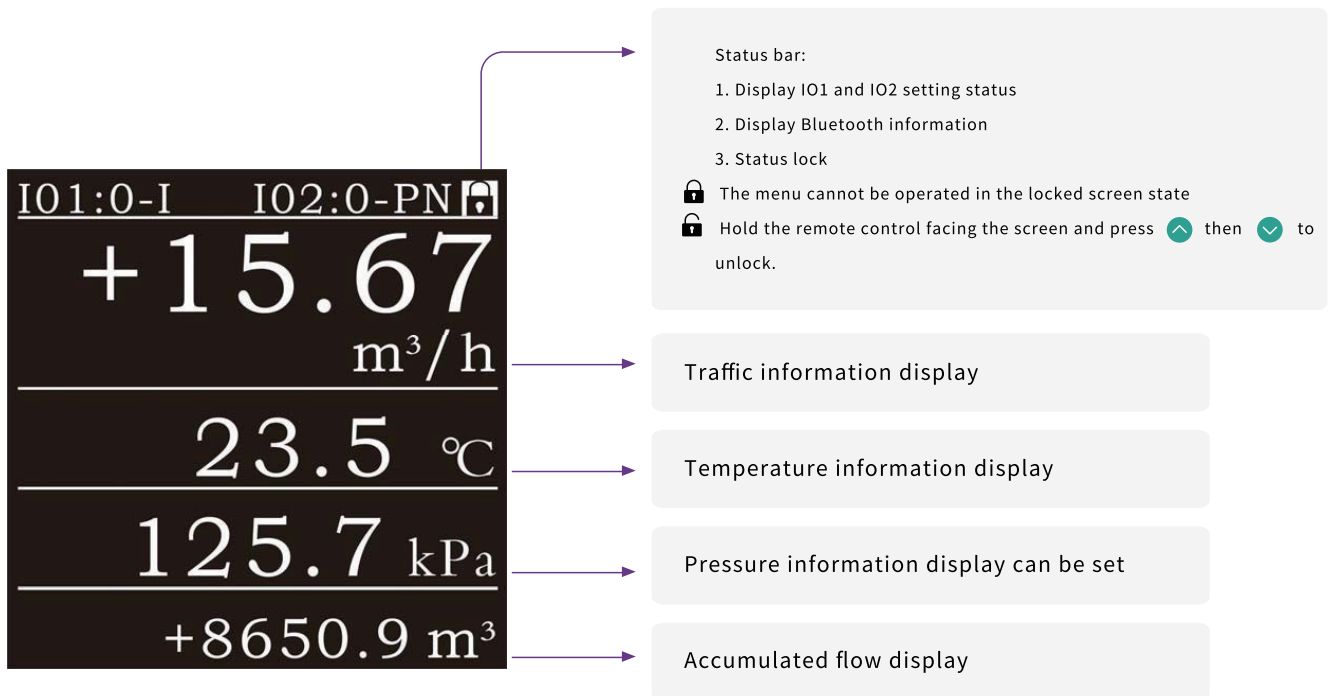 Status bar:
1. Display IO1 and IO2 setting status
2. Display Bluetooth information
3. Status lock
The menu cannot be operated in the locked screen state
Hold the remote control facing the screen and press then to
unlock.
IO1:0-I IO2:0-PN
+15.67
m³/h
Traffic information display
23.5 ℃
Temperature information display
125.7 kPa
Pressure information display can be set
+8650.9 m³
Accumulated flow display